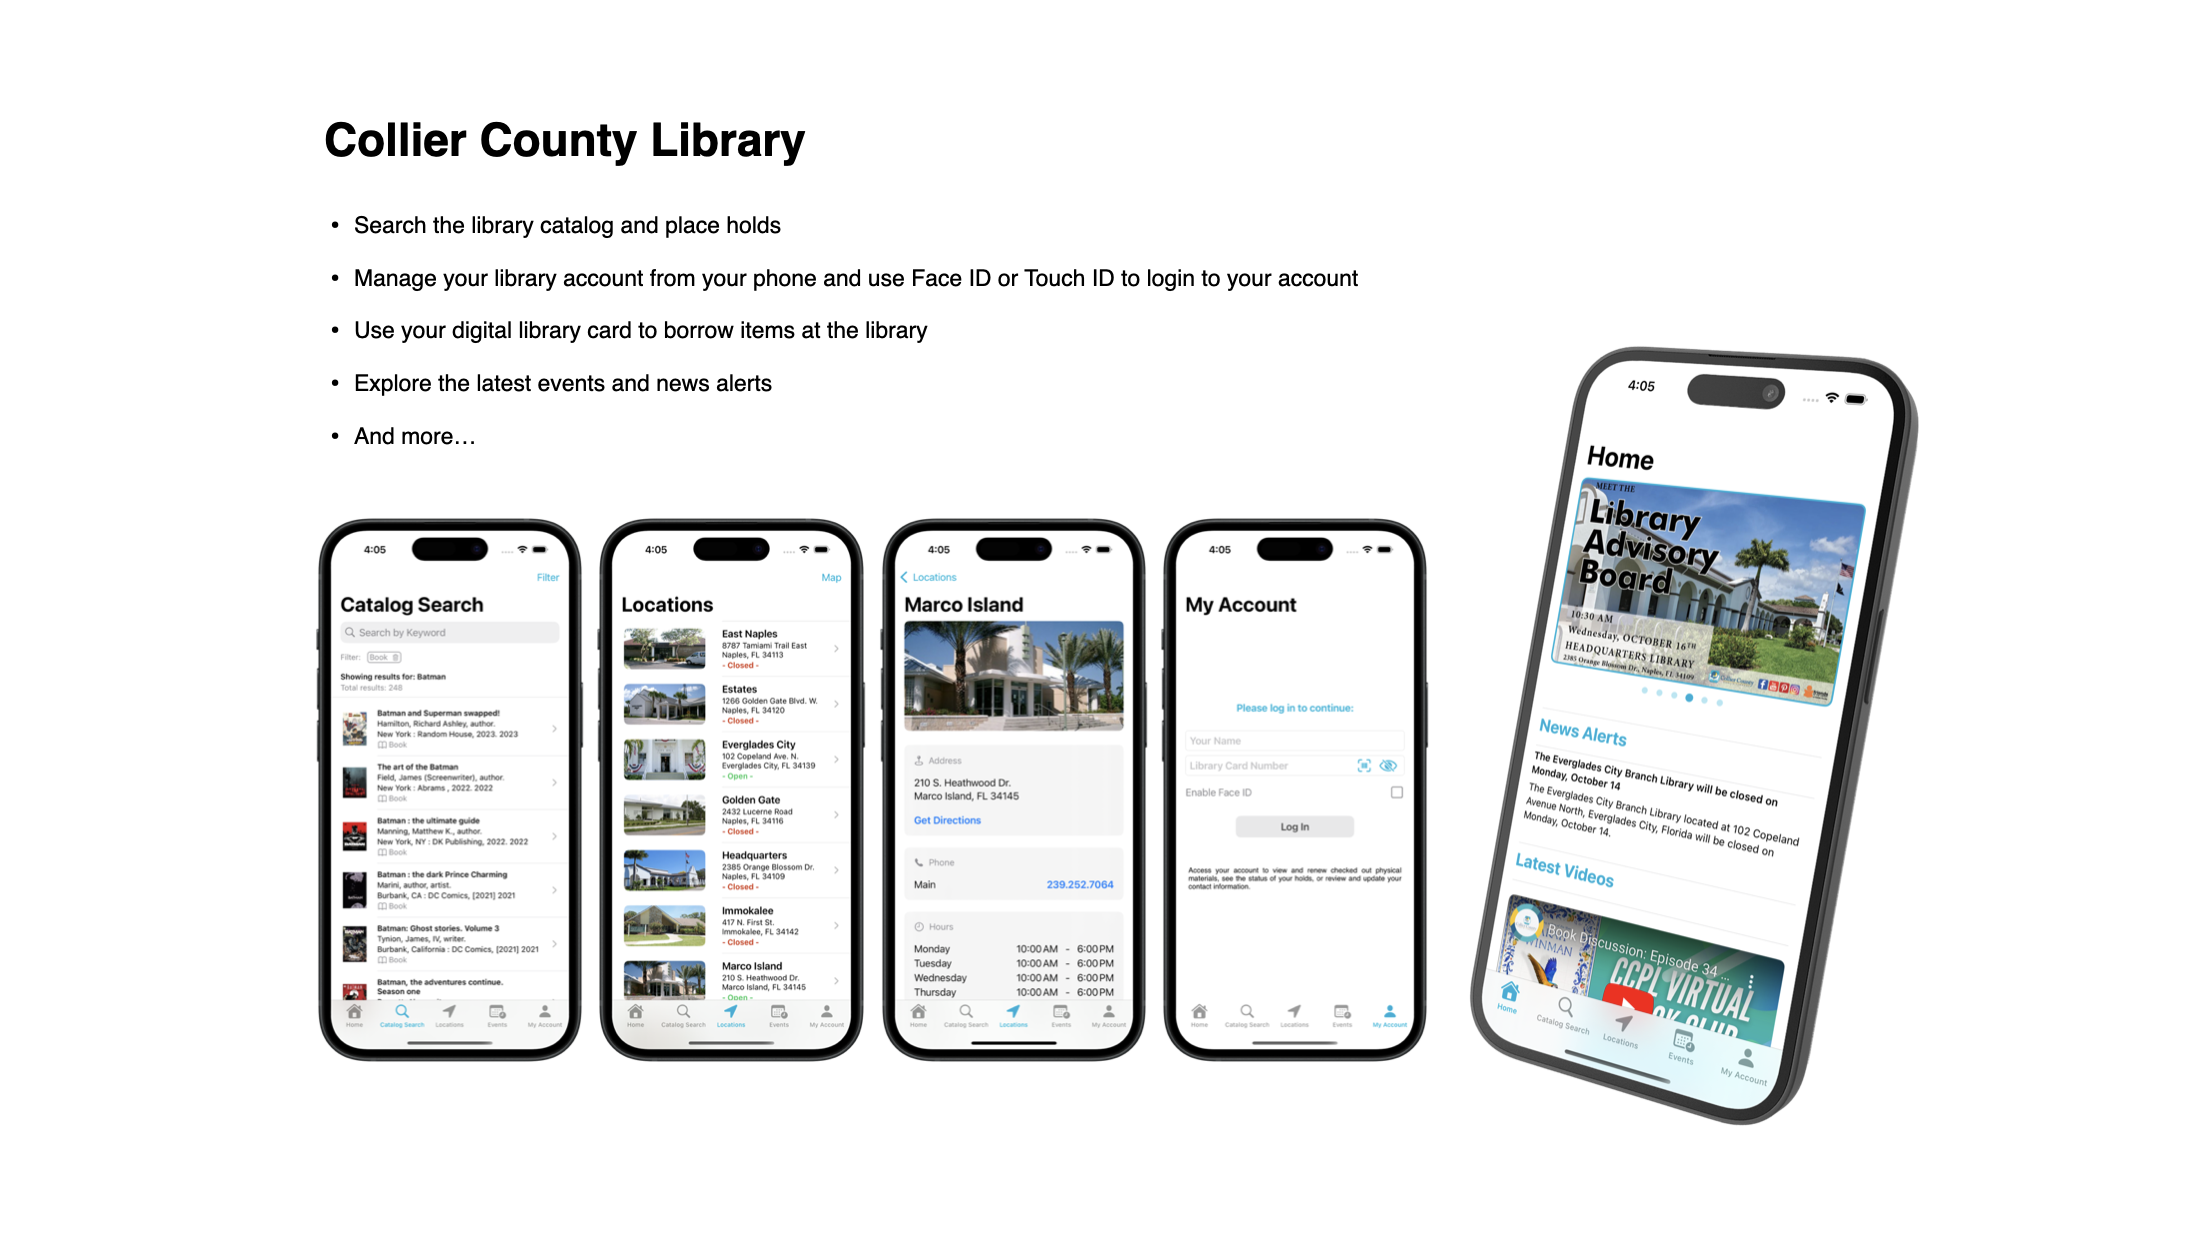 Collier County Library
• Search the library catalog and place holds
• Manage your library account from your phone and use Face ID or Touch ID to login to your account
• Use your digital library card to borrow items at the library
• Explore the latest events and news alerts
• And more…
4:05
Filter
Catalog Search
Search by Keyword
Filter: Book
Showing results for: Batman
Total results: 248
Batman and Superman swapped!
Hamilton, Richard Ashley, author.
New York : Random House, 2023. 2023
Book
The art of the Batman
Field, James (Screenwriter), author.
New York : Abrams , 2022. 2022
Book
Batman : the ultimate guide
Manning, Matthew K., author.
New York, NY : DK Publishing, 2022. 2022
Book
Batman : the dark Prince Charming
Marini, author, artist.
Burbank, CA : DC Comics, [2021] 2021
Book
Batman: Ghost stories. Volume 3
Tynion, James, IV, writer.
Burbank, California : DC Comics, [2021] 2021
Book
Batman, the adventures continue.
Season one
Home Catalog Search Locations Events My Account
4:05
Map
Locations
East Naples
8787 Tamiami Trail East
Naples, FL 34113
- Closed -
Estates
1266 Golden Gate Blvd. W.
Naples, FL 34120
- Closed -
Everglades City
102 Copeland Ave. N.
Everglades City, FL 34139
- Open -
Golden Gate
2432 Lucerne Road
Naples, FL 34116
- Closed -
Headquarters
2385 Orange Blossom Dr.
Naples, FL 34109
- Closed -
Immokalee
417 N. First St.
Immokalee, FL 34142
- Closed -
Marco Island
210 S. Heathwood Dr.
Marco Island, FL 34145
- Open -
Home Catalog Search Locations Events My Account
4:05
Locations
Marco Island
Address
210 S. Heathwood Dr.
Marco Island, FL 34145
Get Directions
Phone
Main 239.252.7064
Hours
Monday 10:00 AM - 6:00 PM
Tuesday 10:00 AM - 6:00 PM
Wednesday 10:00 AM - 6:00 PM
Thursday 10:00 AM - 6:00 PM
Home Catalog Search Locations Events My Account
4:05
My Account
Please log in to continue:
Your Name
Library Card Number
Enable Face ID
Log In
Access your account to view and renew checked out physical
materials, see the status of your holds, or review and update your
contact information.
Home Catalog Search Locations Events My Account
4:05
Home
MEET THE
Library
Advisory
Board
10:30 AM
Wednesday, OCTOBER 16TH
HEADQUARTERS LIBRARY
2385 Orange Blossom Dr., Naples, FL 34109
Collier County
News Alerts
The Everglades City Branch Library will be closed on
Monday, October 14
The Everglades City Branch Library located at 102 Copeland
Avenue North, Everglades City, Florida will be closed on
Monday, October 14.
Latest Videos
Book Discussion: Episode 34 ...
WINMAN
CCPL VIRTUAL
Home Catalog Search Locations Events My Account